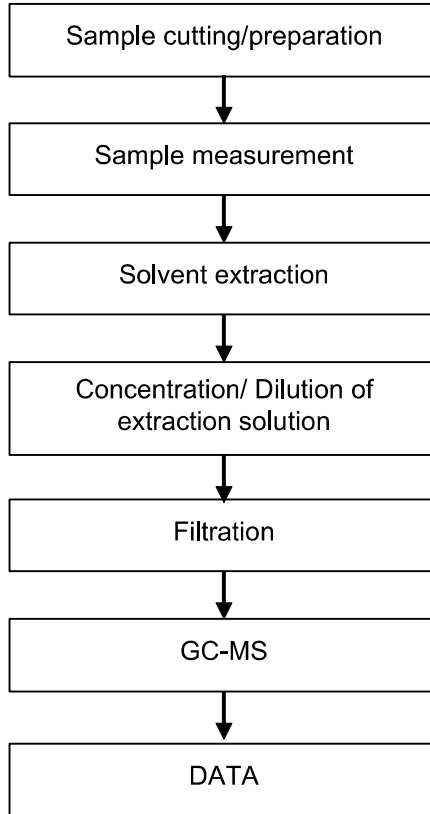 Sample cutting/preparation
Sample measurement
Solvent extraction
Concentration/ Dilution of
extraction solution
Filtration
GC-MS
DATA